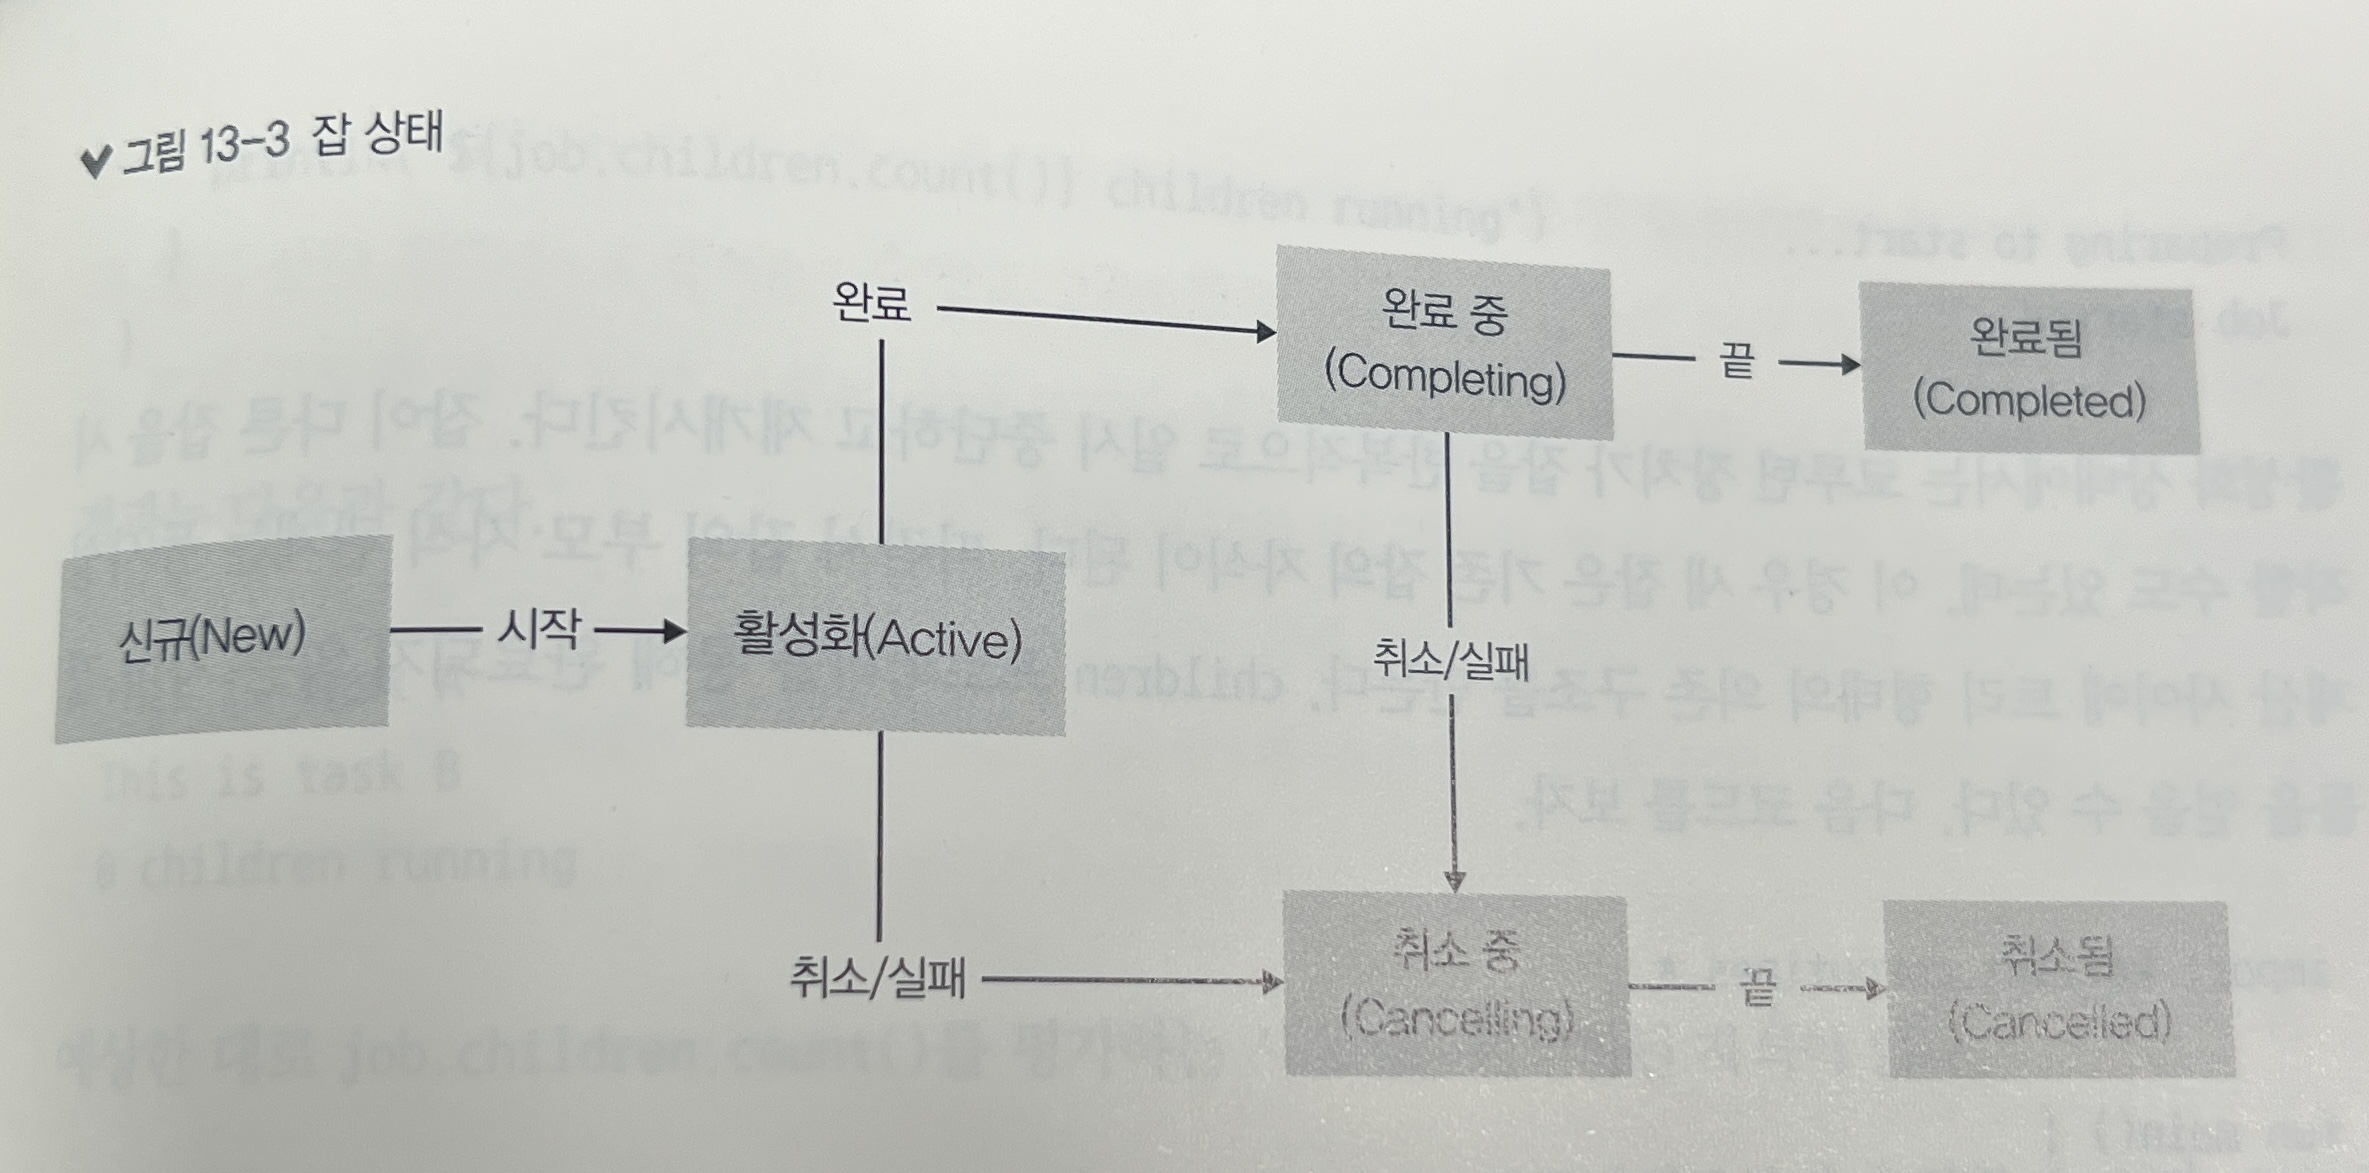 그림 13-3 잡 상태
완료
완료 중
(Completing)
끝
완료됨
(Completed)
신규(New)
시작
활성화(Active)
취소/실패
취소/실패
취소 중
(Cancelling)
끝
취소됨
(Cancelled)